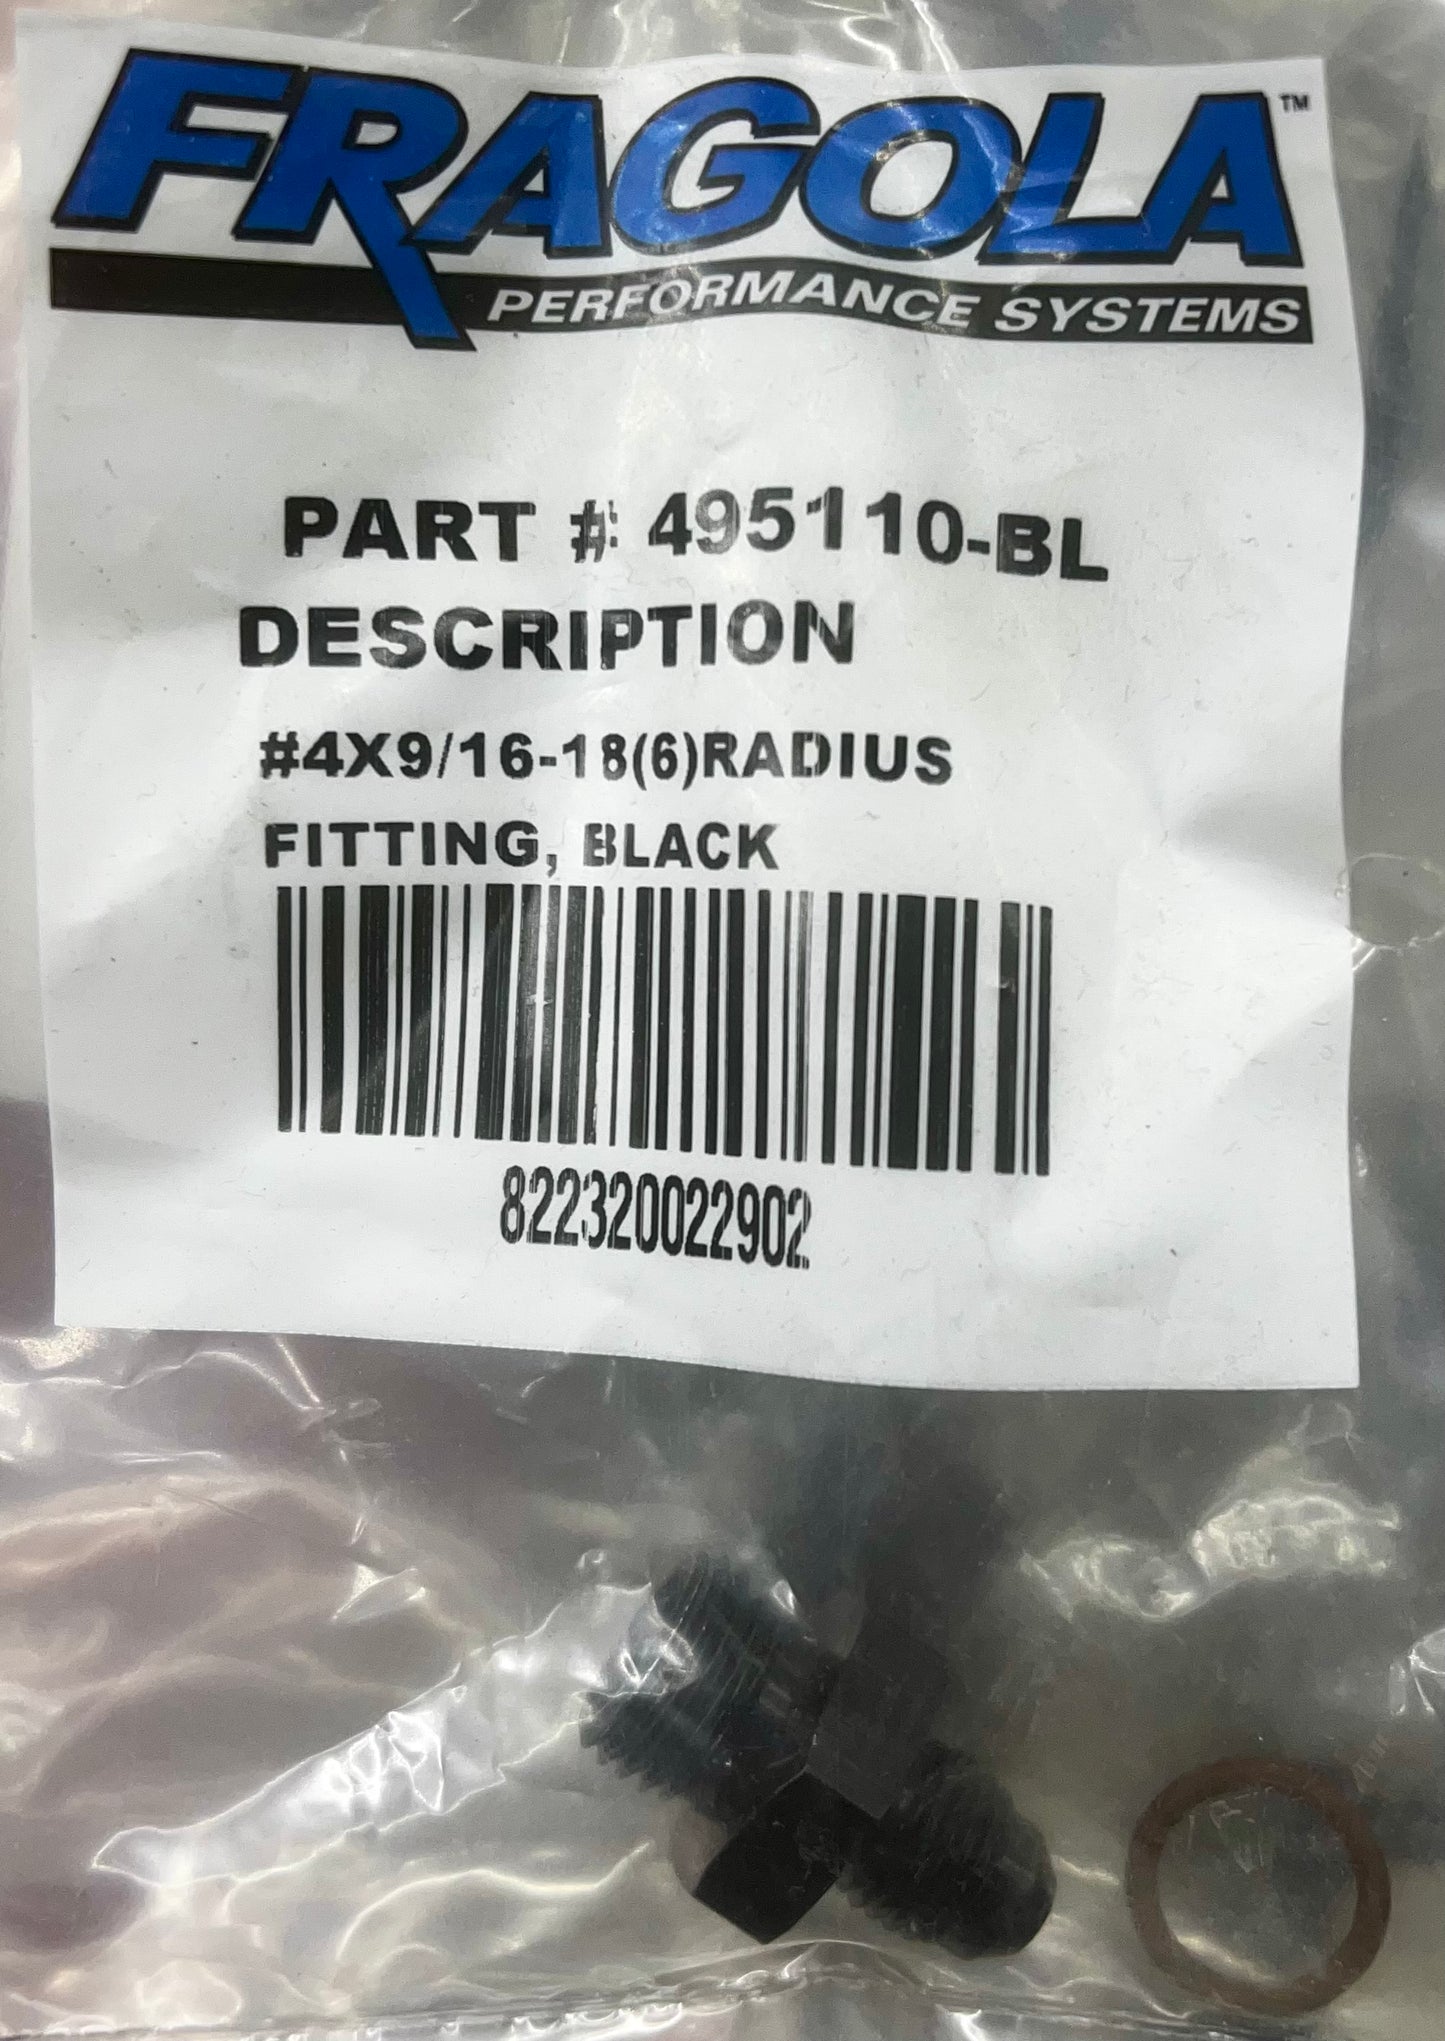 FRAGOLA™
PERFORMANCE SYSTEMS
PART #: 495110-BL
DESCRIPTION
#4X9/16-18(6)RADIUS
FITTING, BLACK
822320022902